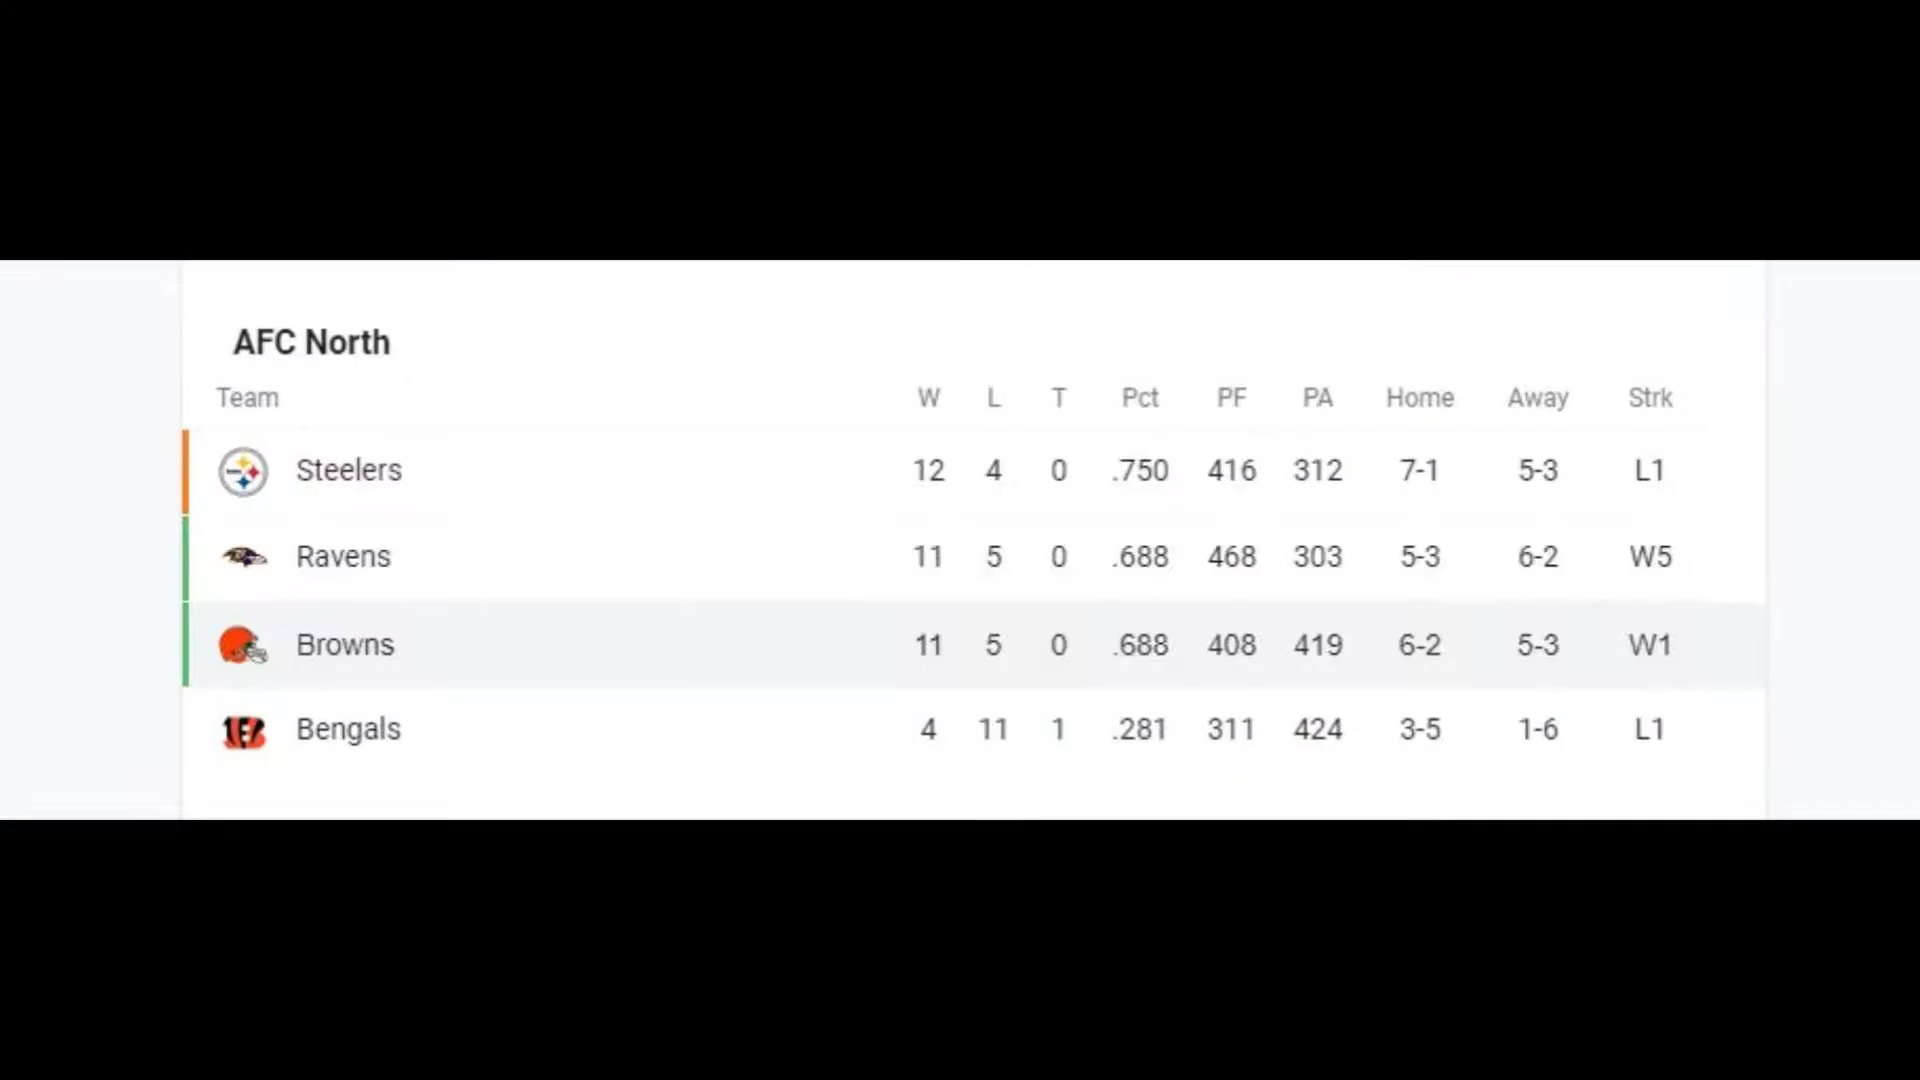 AFC North
Team W L T Pct PF PA Home Away Strk
Steelers 12 4 0 .750 416 312 7-1 5-3 L1
Ravens 11 5 0 .688 468 303 5-3 6-2 W5
Browns 11 5 0 .688 408 419 6-2 5-3 W1
Bengals 4 11 1 .281 311 424 3-5 1-6 L1